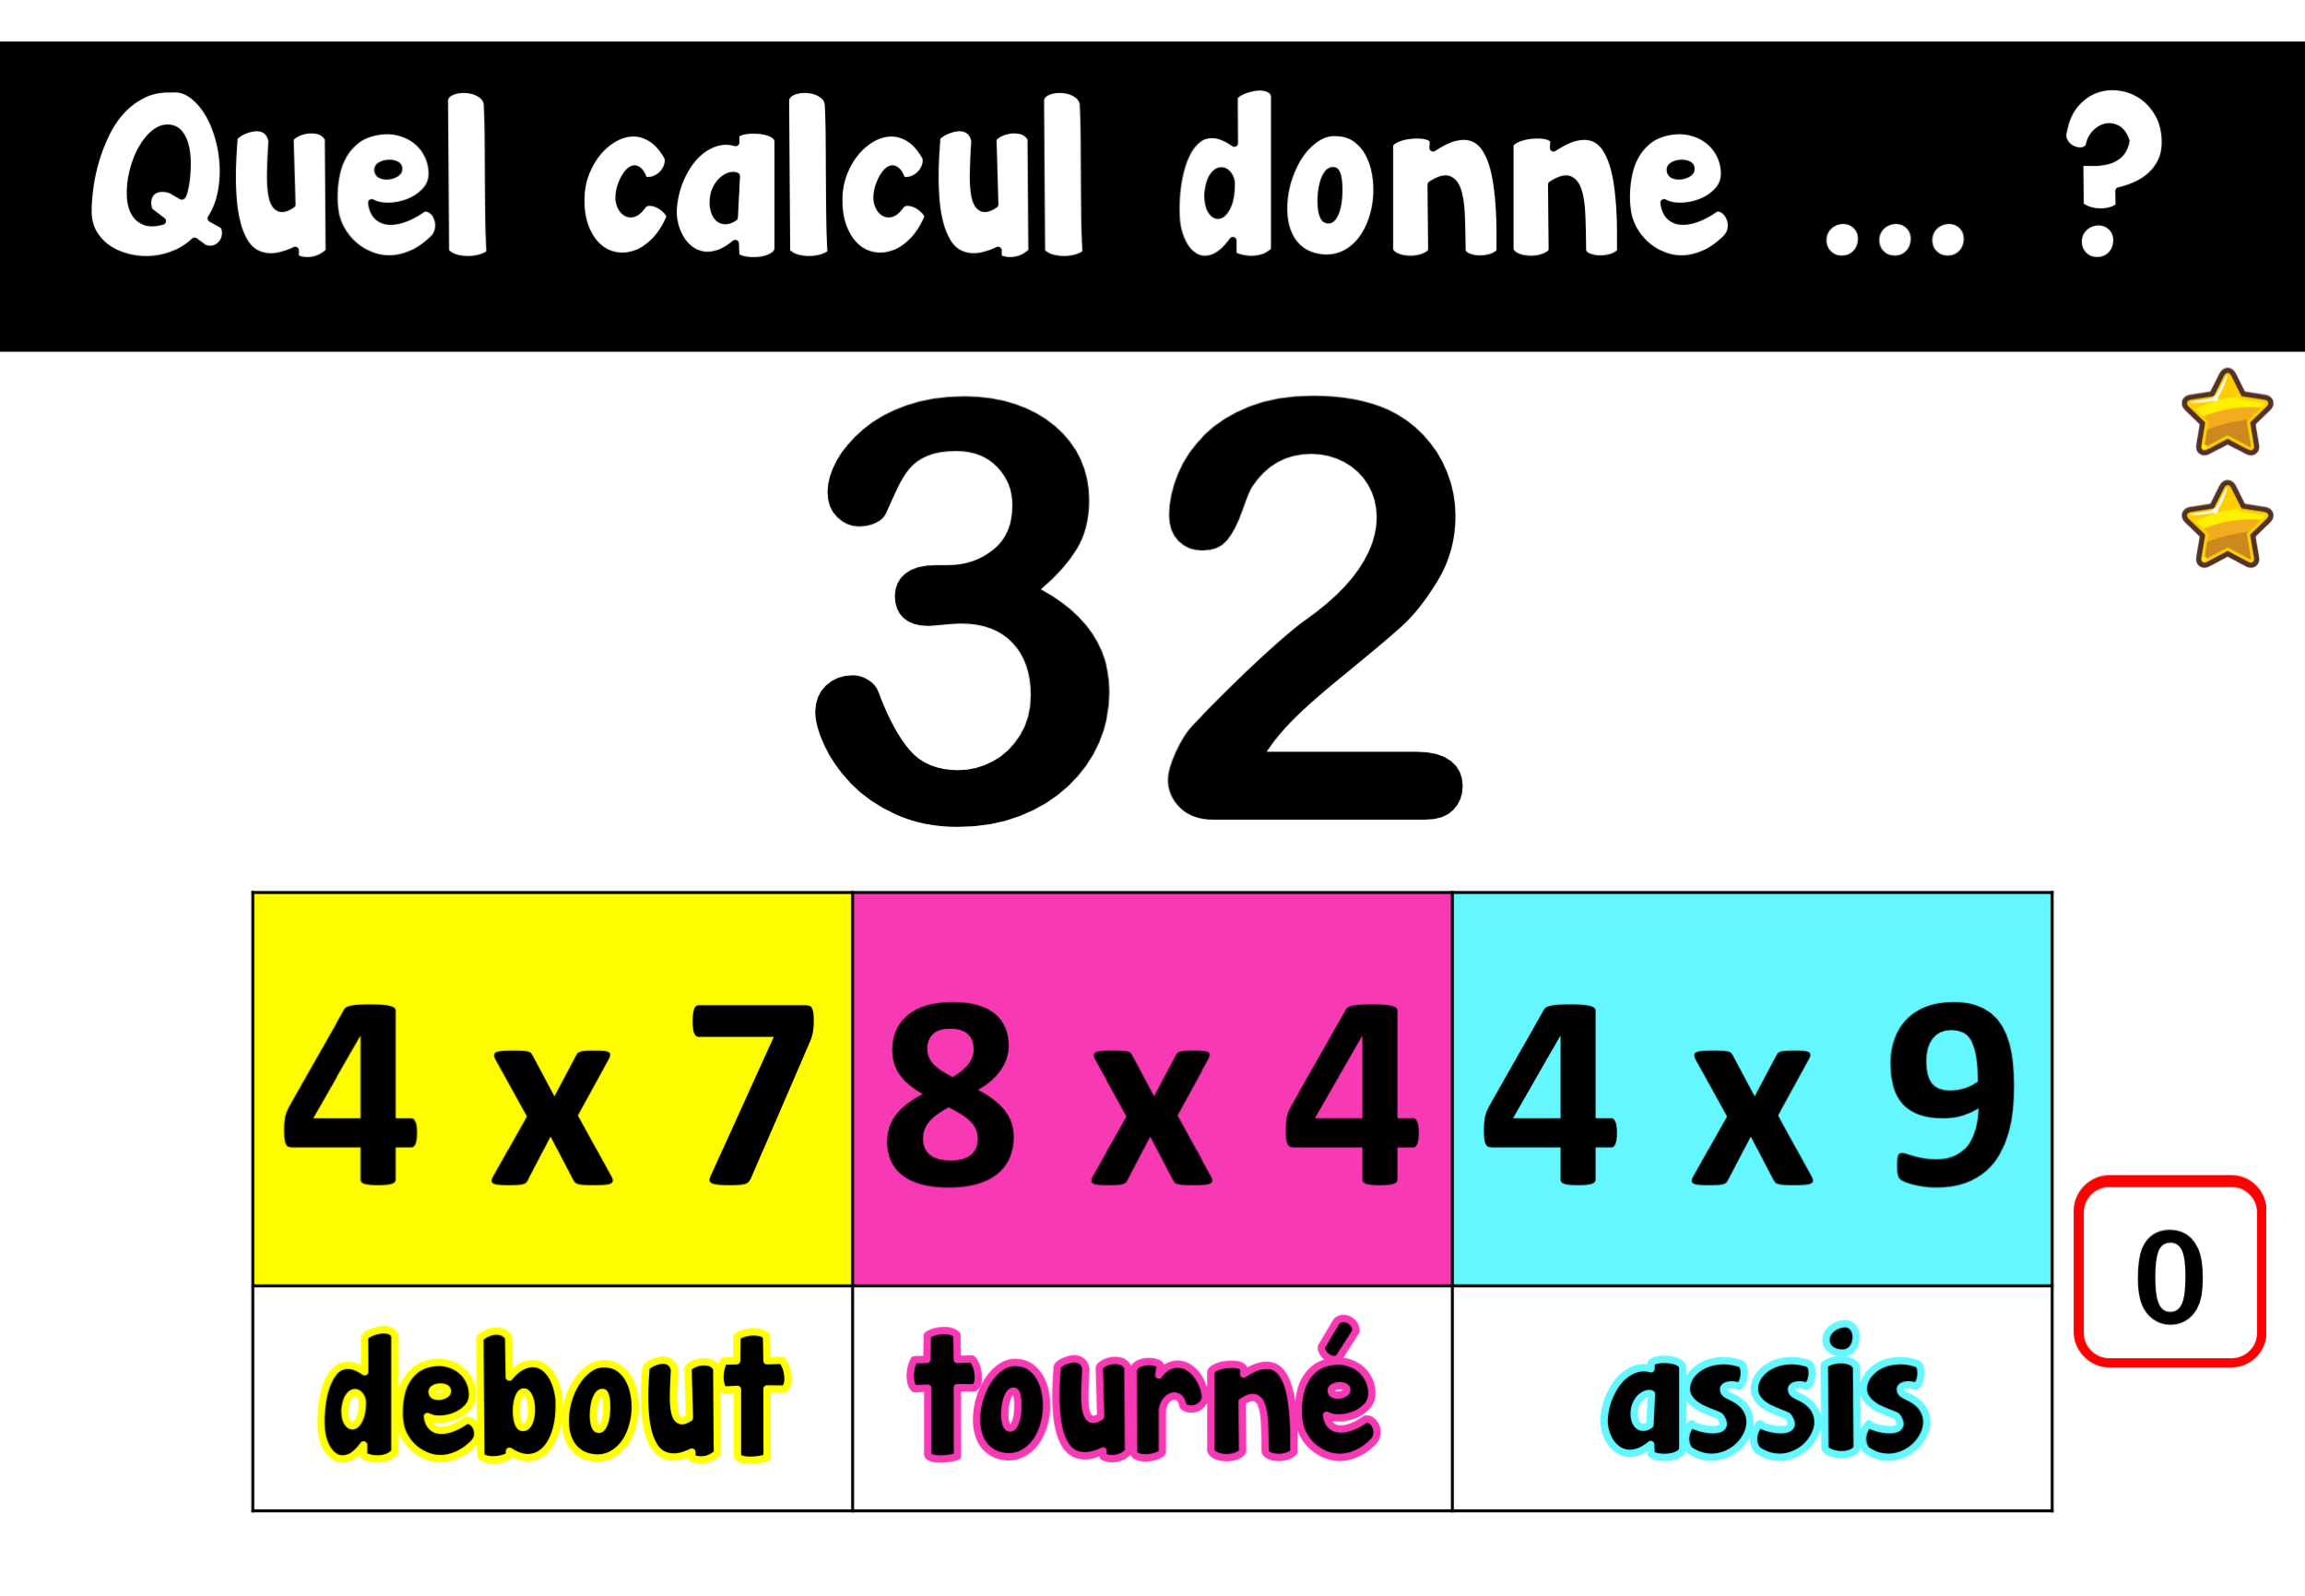 Quel calcul donne ... ?
32
4 x 7 8 x 4 4 x 9
0
debout tourné assis